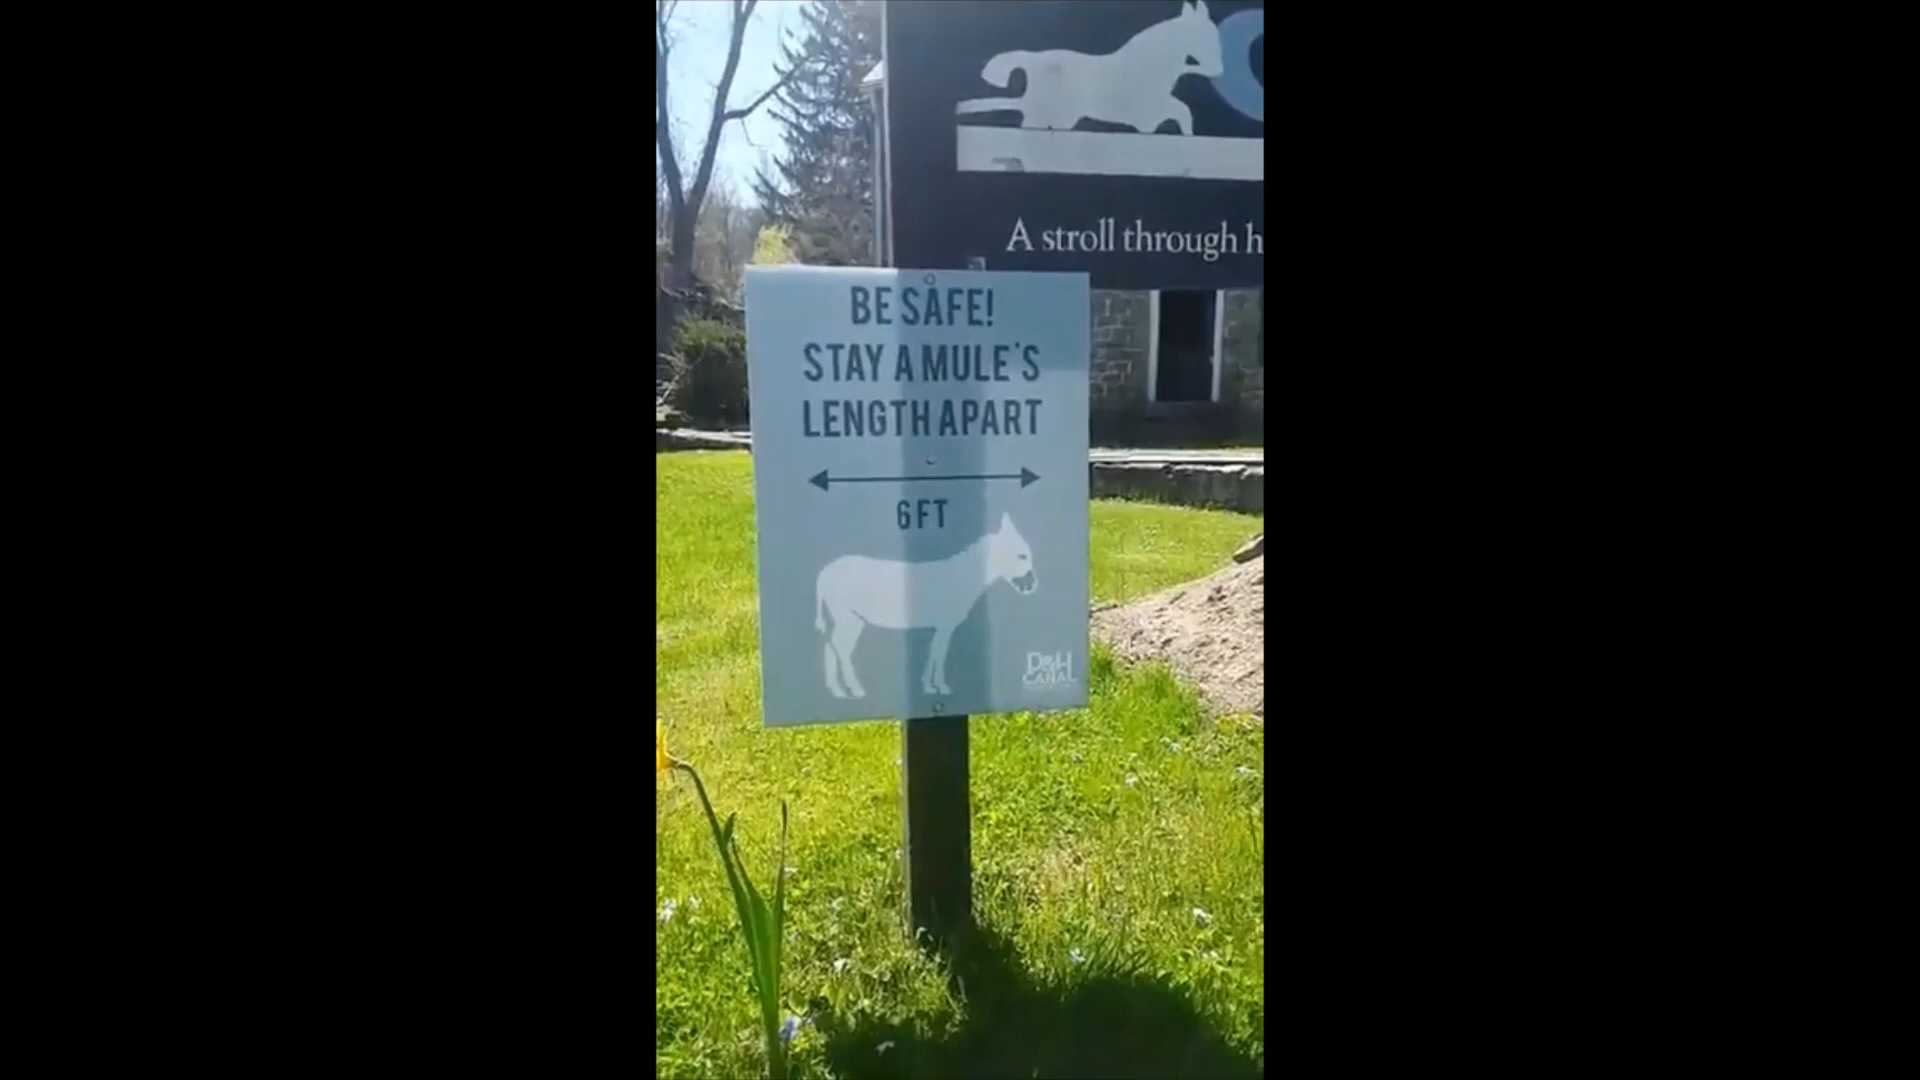 A stroll through h
BE SAFE!
STAY A MULE'S
LENGTH APART
6 FT
D&H
CANAL